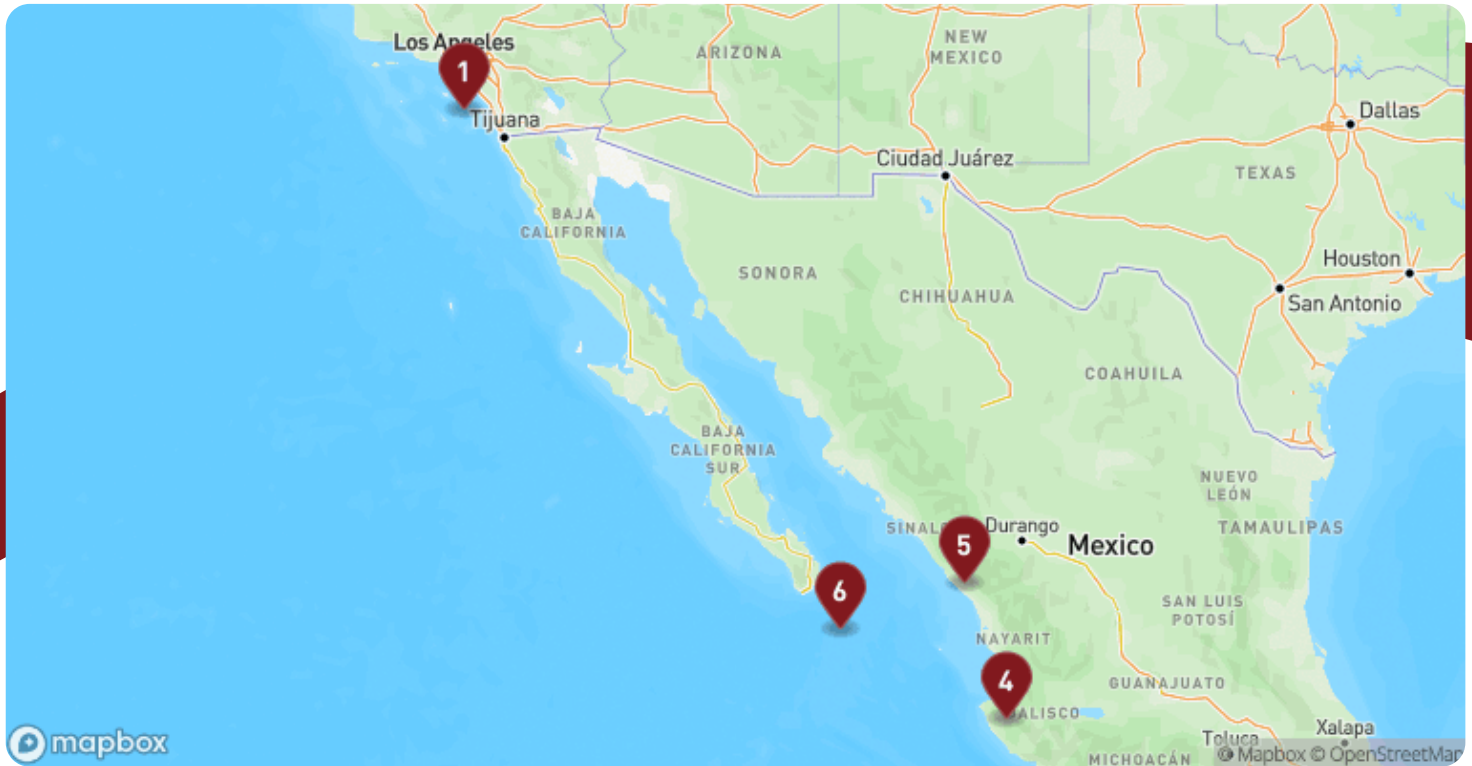 Los Angeles
1
Tijuana
ARIZONA
NEW
MEXICO
Dallas
Ciudad Juárez
TEXAS
BAJA
CALIFORNIA
SONORA
CHIHUAHUA
Houston
San Antonio
COAHUILA
BAJA
CALIFORNIA
SUR
NUEVO
LEÓN
SINAL
5
Durango
Mexico
TAMAULIPAS
6
SAN LUIS
POTOSÍ
NAYARIT
4
GUANAJUATO
JALISCO
Xalapa
Toluca
mapbox
MICHOACÁN
© Mapbox © OpenStreetMap